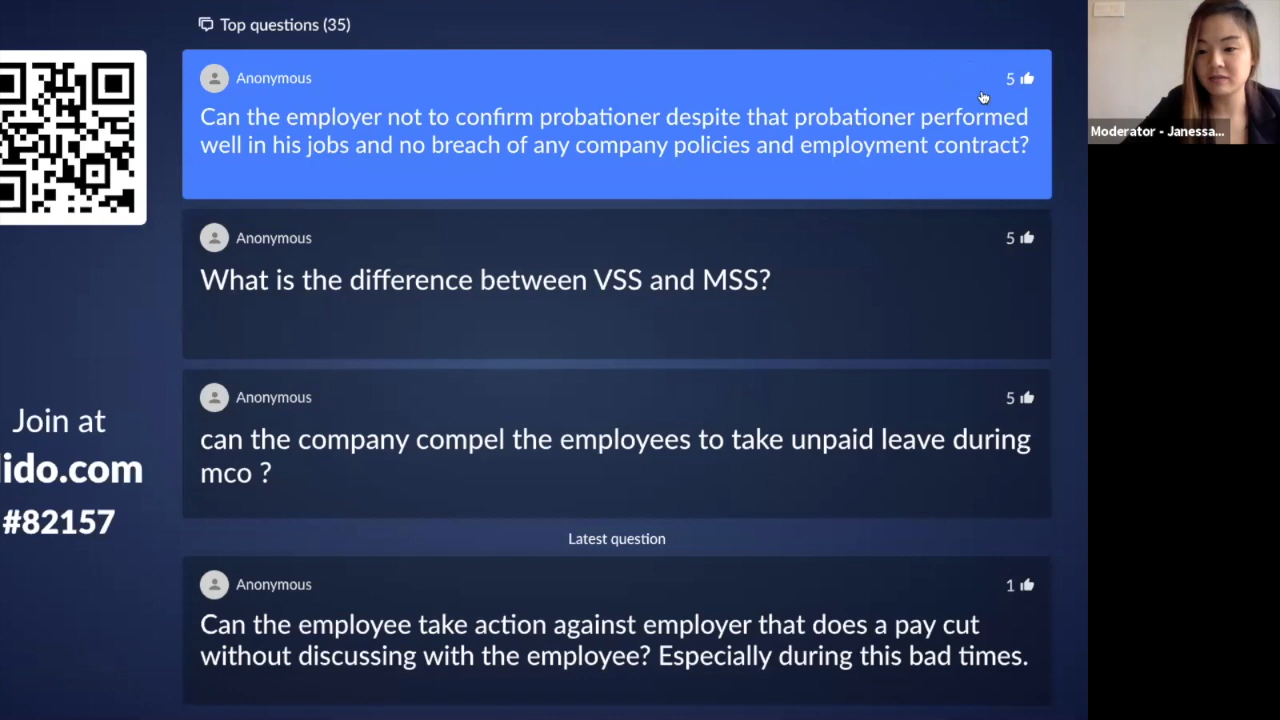 Top questions (35)
Anonymous
5
Can the employer not to confirm probationer despite that probationer performed
well in his jobs and no breach of any company policies and employment contract?
Anonymous
5
What is the difference between VSS and MSS?
Anonymous
5
can the company compel the employees to take unpaid leave during
mco ?
Latest question
Anonymous
1
Can the employee take action against employer that does a pay cut
without discussing with the employee? Especially during this bad times.
Join at
lido.com
#82157
Moderator - Janessa...